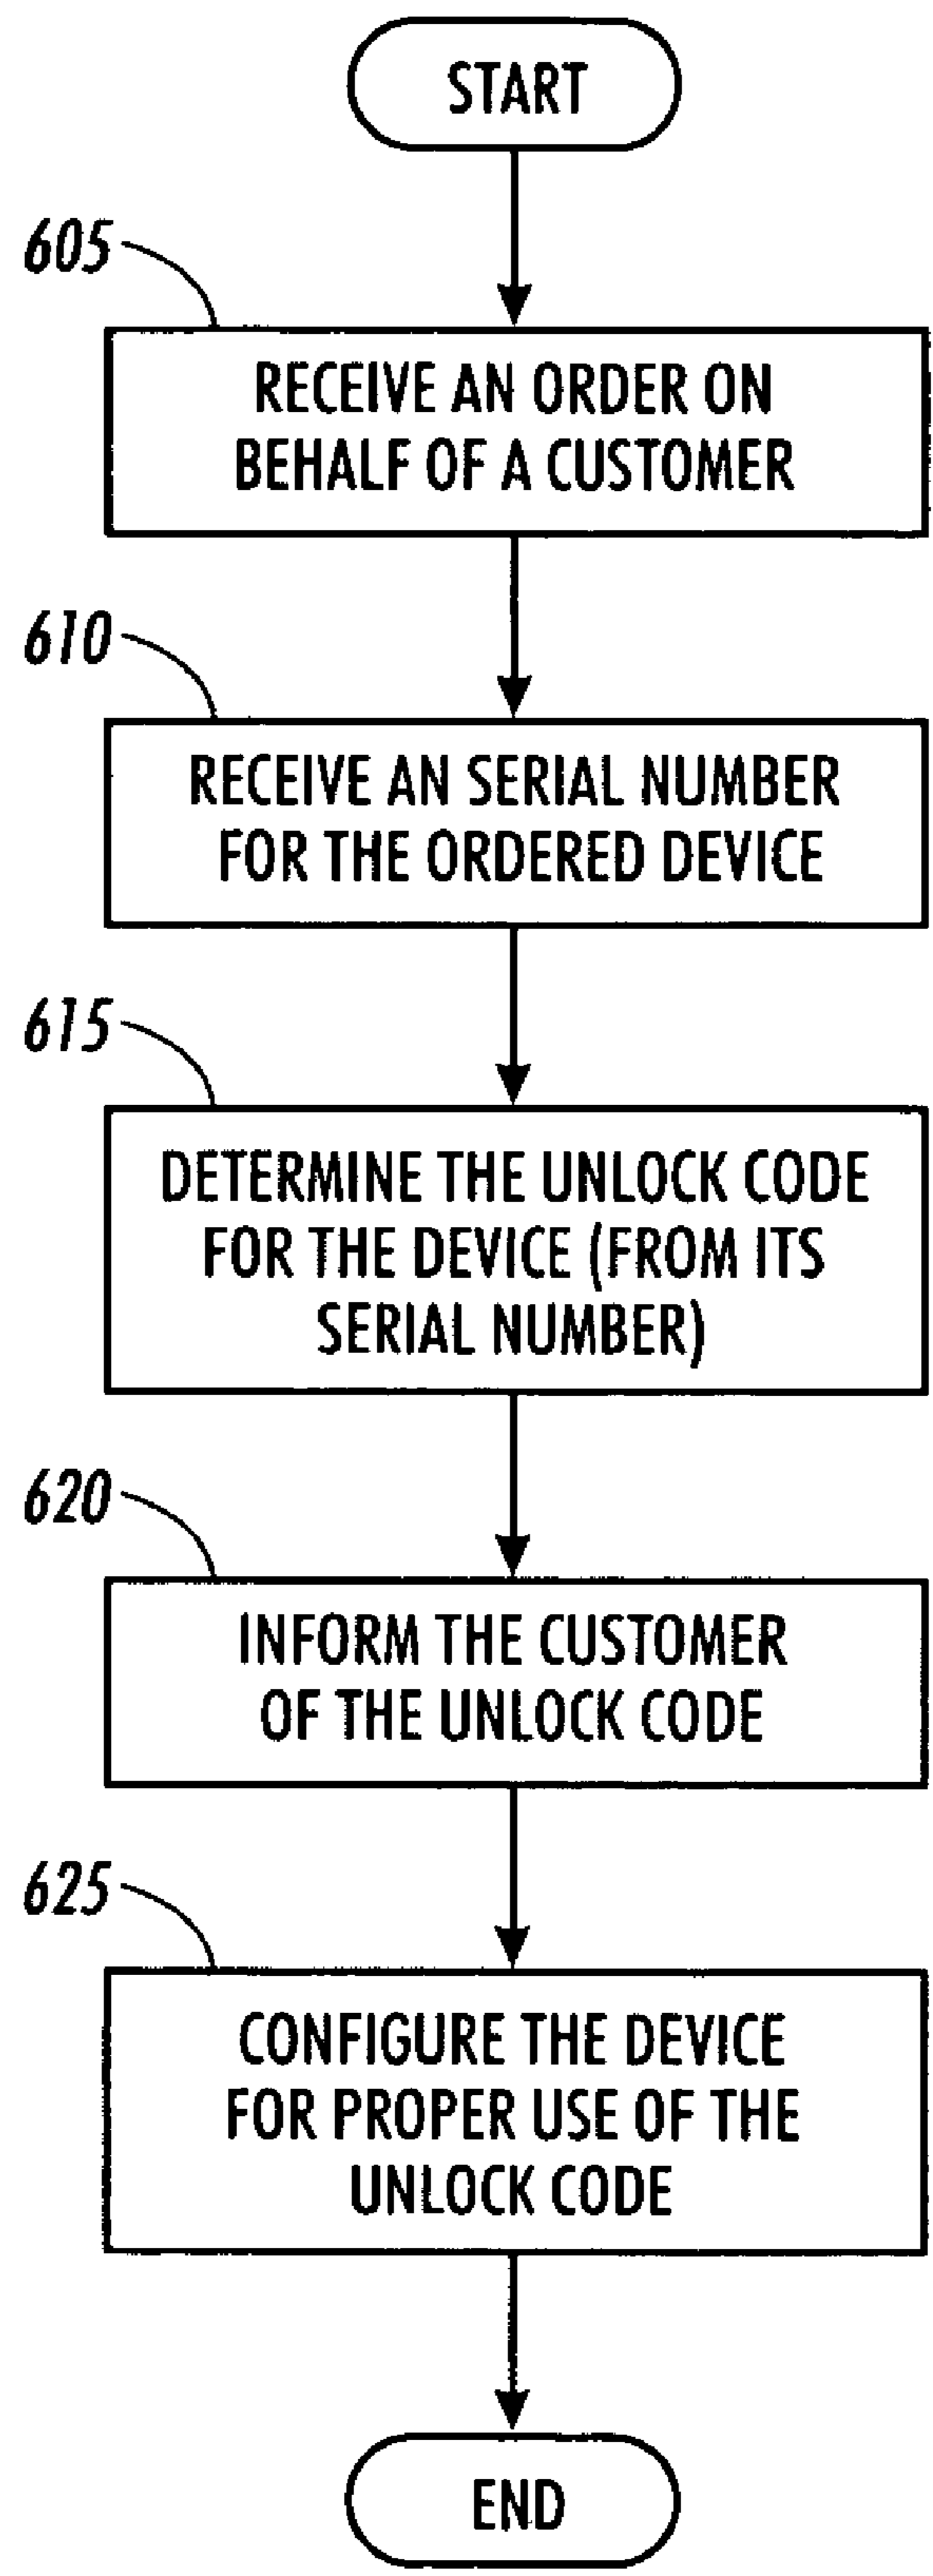 START
605
RECEIVE AN ORDER ON
BEHALF OF A CUSTOMER
610
RECEIVE AN SERIAL NUMBER
FOR THE ORDERED DEVICE
615
DETERMINE THE UNLOCK CODE
FOR THE DEVICE (FROM ITS
SERIAL NUMBER)
620
INFORM THE CUSTOMER
OF THE UNLOCK CODE
625
CONFIGURE THE DEVICE
FOR PROPER USE OF THE
UNLOCK CODE
END